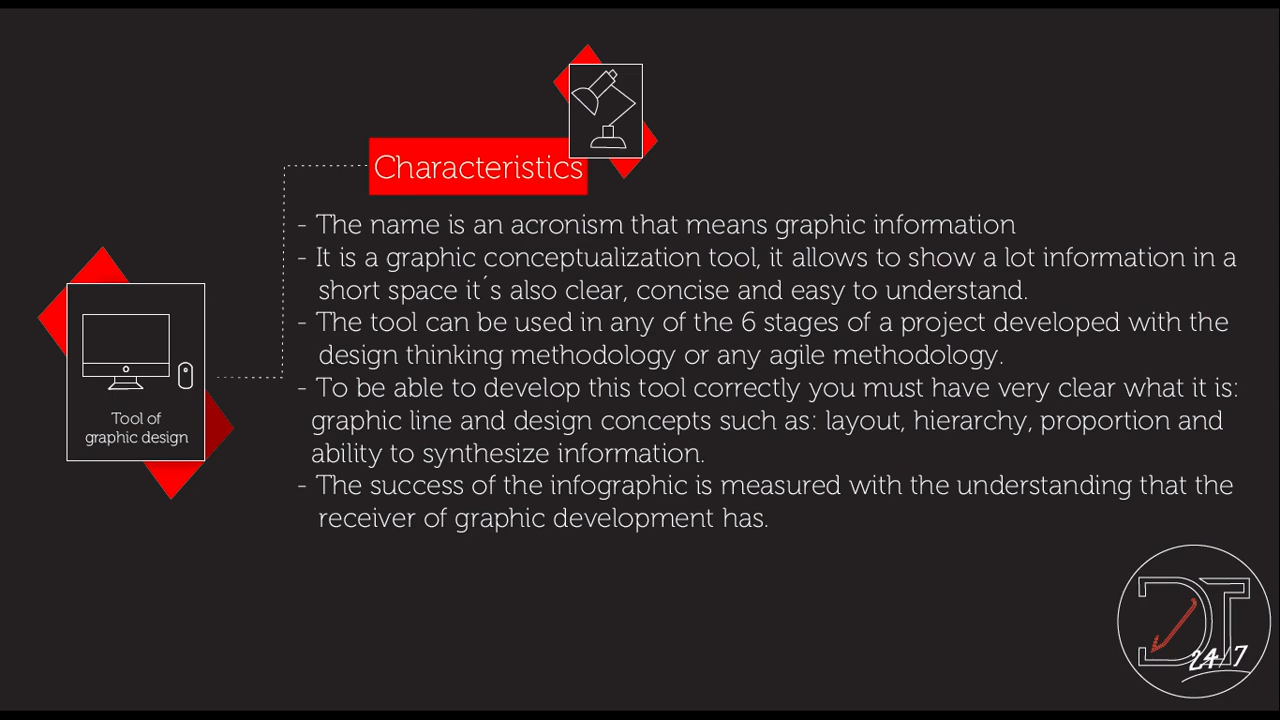 Characteristics
- The name is an acronism that means graphic information
- It is a graphic conceptualization tool, it allows to show a lot information in a
short space it´s also clear, concise and easy to understand.
- The tool can be used in any of the 6 stages of a project developed with the
design thinking methodology or any agile methodology.
- To be able to develop this tool correctly you must have very clear what it is:
graphic line and design concepts such as: layout, hierarchy, proportion and
ability to synthesize information.
- The success of the infographic is measured with the understanding that the
receiver of graphic development has.
Tool of
graphic design
DT
24/7